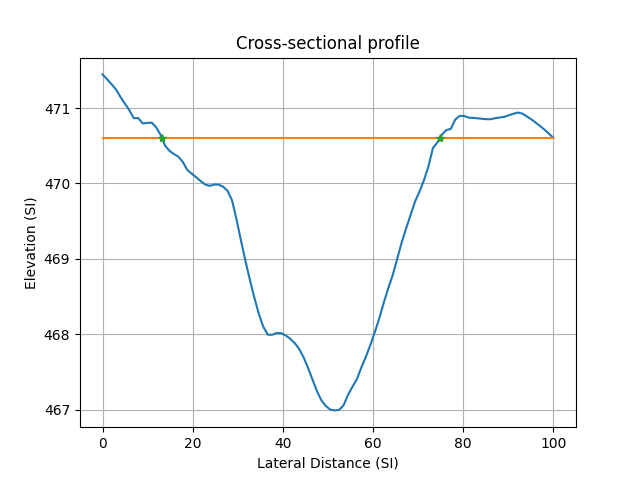 Cross-sectional profile
Elevation (SI)
471
470
469
468
467
0 20 40 60 80 100
Lateral Distance (SI)